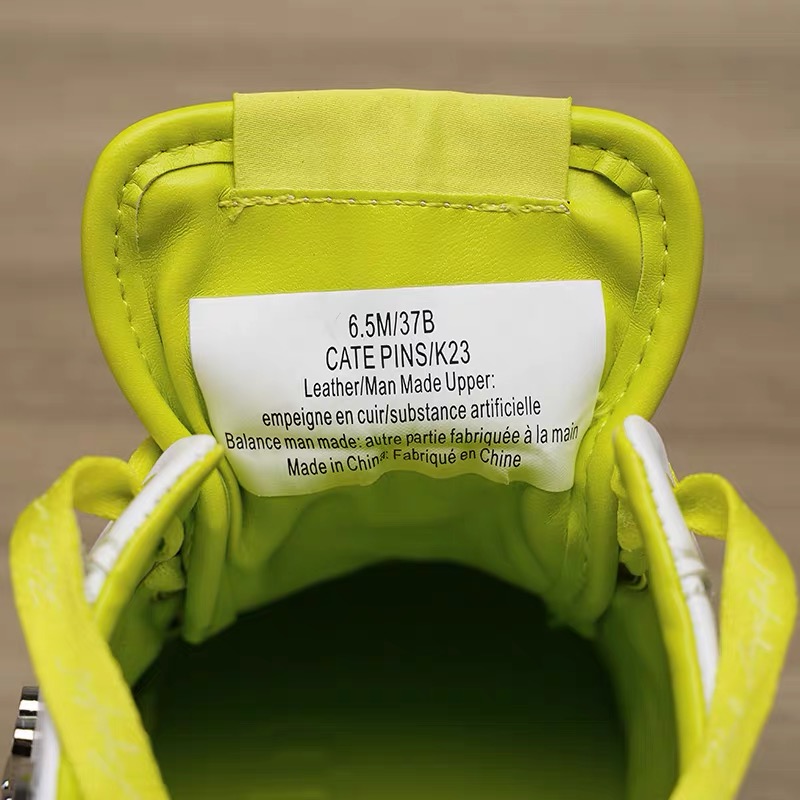 6.5M/37B
CATE PINS/K23
Leather/Man Made Upper:
empeigne en cuir/substance artificielle
Balance man made: autre partie fabriquée à la main
Made in China: Fabriqué en Chine